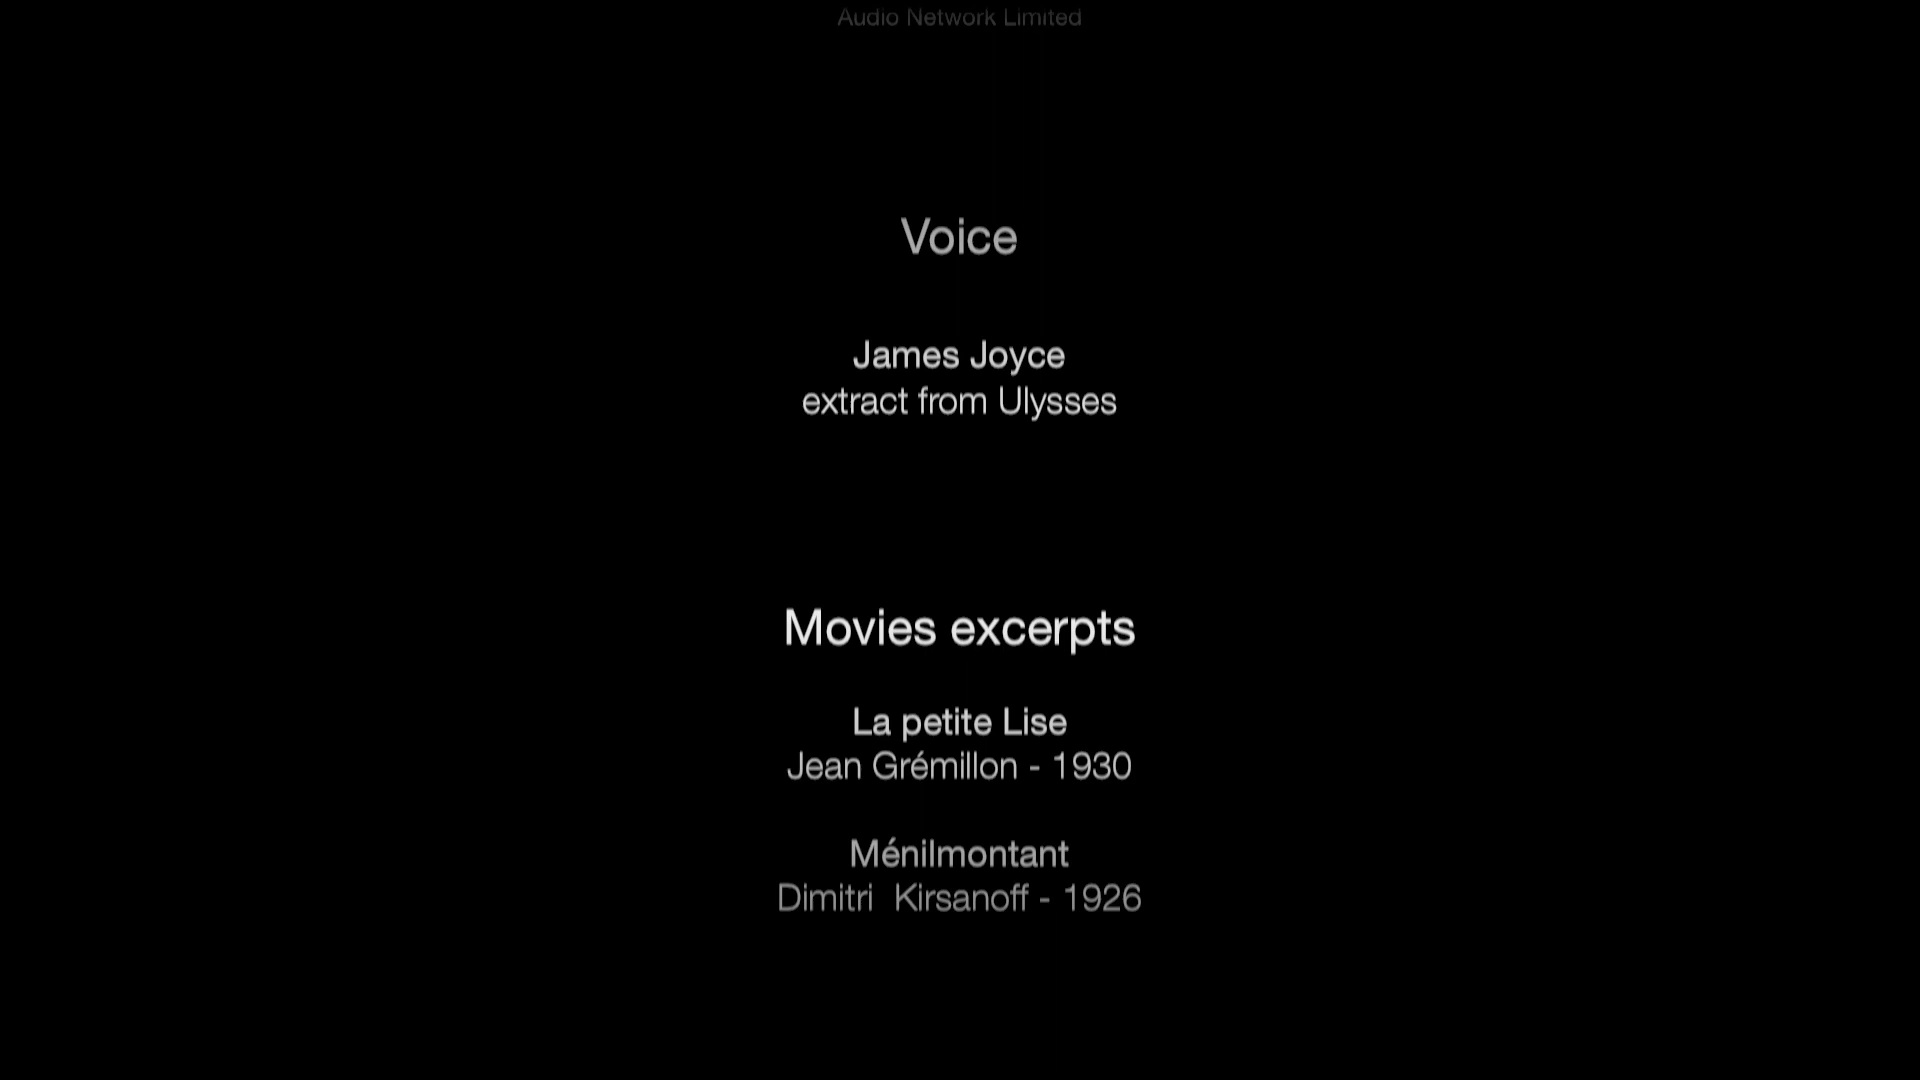 Audio Network Limited
Voice
James Joyce
extract from Ulysses
Movies excerpts
La petite Lise
Jean Grémillon - 1930
Ménilmontant
Dimitri  Kirsanoff - 1926